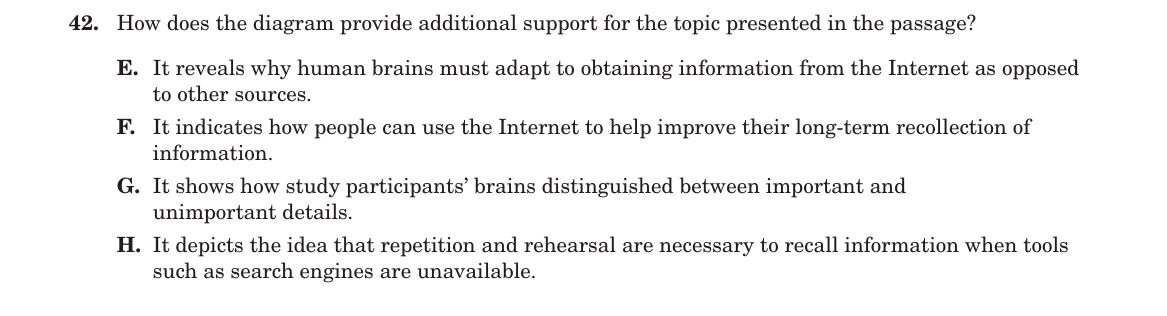 42. How does the diagram provide additional support for the topic presented in the passage?
E. It reveals why human brains must adapt to obtaining information from the Internet as opposed
to other sources.
F. It indicates how people can use the Internet to help improve their long-term recollection of
information.
G. It shows how study participants’ brains distinguished between important and
unimportant details.
H. It depicts the idea that repetition and rehearsal are necessary to recall information when tools
such as search engines are unavailable.